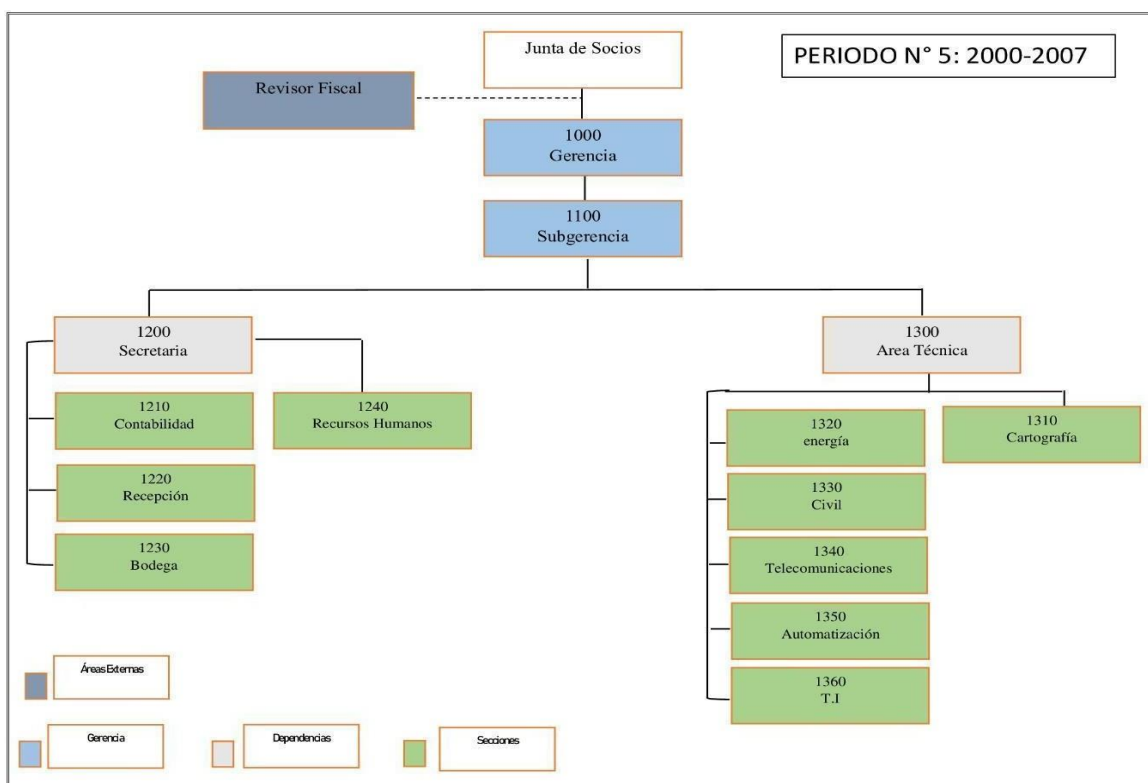 Junta de Socios
PERIODO N° 5: 2000-2007
Revisor Fiscal
1000
Gerencia
1100
Subgerencia
1200
Secretaria
1300
Area Técnica
1210
Contabilidad
1240
Recursos Humanos
1220
Recepción
1230
Bodega
1320
energía
1310
Cartografía
1330
Civil
1340
Telecomunicaciones
1350
Automatización
1360
T.I
Áreas Externas
Gerencia
Dependencias
Secciones